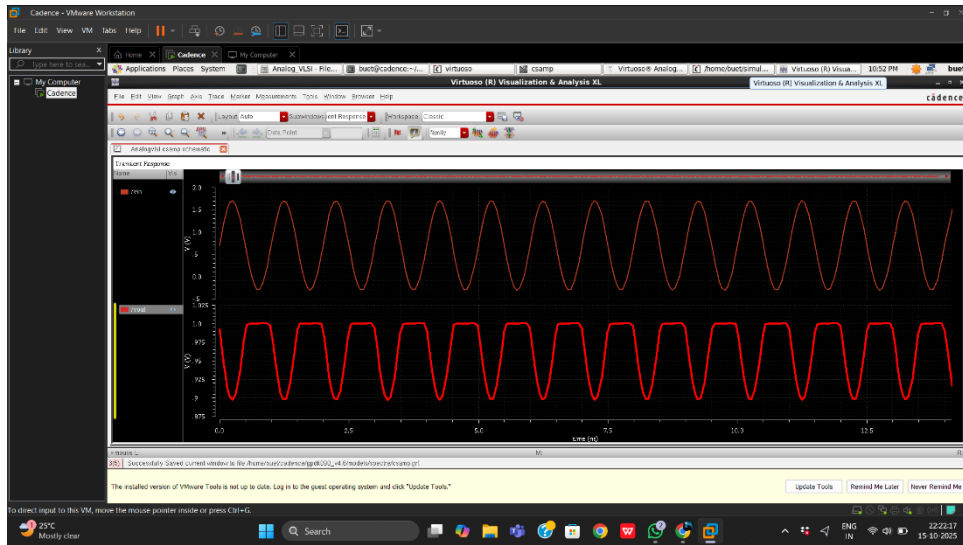 Cadence - VMware Workstation
File Edit View VM Tabs Help
Library
Type here to sea...
My Computer
Cadence
Home Cadence My Computer
Applications Places System Analog_VLSI - File... buet@cadence:~/... virtuoso csamp Virtuoso® Analog... /home/buet/simul... Virtuoso (R) Visua... 10:52 PM buet
Virtuoso (R) Visualization & Analysis XL
Virtuoso (R) Visualization & Analysis XL
File Edit View Graph Axis Trace Marker Measurements Tools Window Browser Help
cādence
Layout Auto Workspace Classic
Data Point family
Transient Response
Name Vis
/vin
2.0
1.5
1.0
.5
0.0
-.5
V (V)
/vout
1.025
1.0
.975
.95
.925
.9
.875
V (V)
0.0 2.5 5.0 7.5 10.0 12.5
time (ns)
mouse L M: R:
3(5) Successfully Saved current window to file
The installed version of VMware Tools is not up to date. Log in to the guest operating system and click "Update Tools."
Update Tools Remind Me Later Never Remind Me
To direct input to this VM, move the mouse pointer inside or press Ctrl+G.
25°C
Mostly clear
Search
ENG
IN
22:22:17
15-10-2025